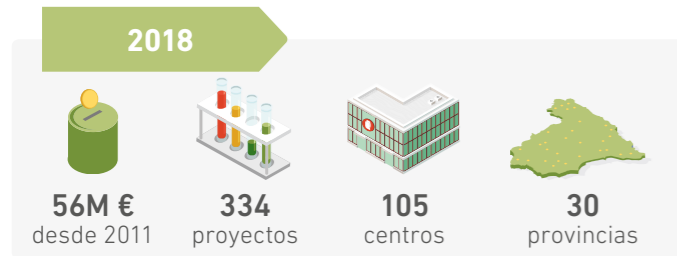 2018
56M €
desde 2011
334
proyectos
105
centros
30
provincias